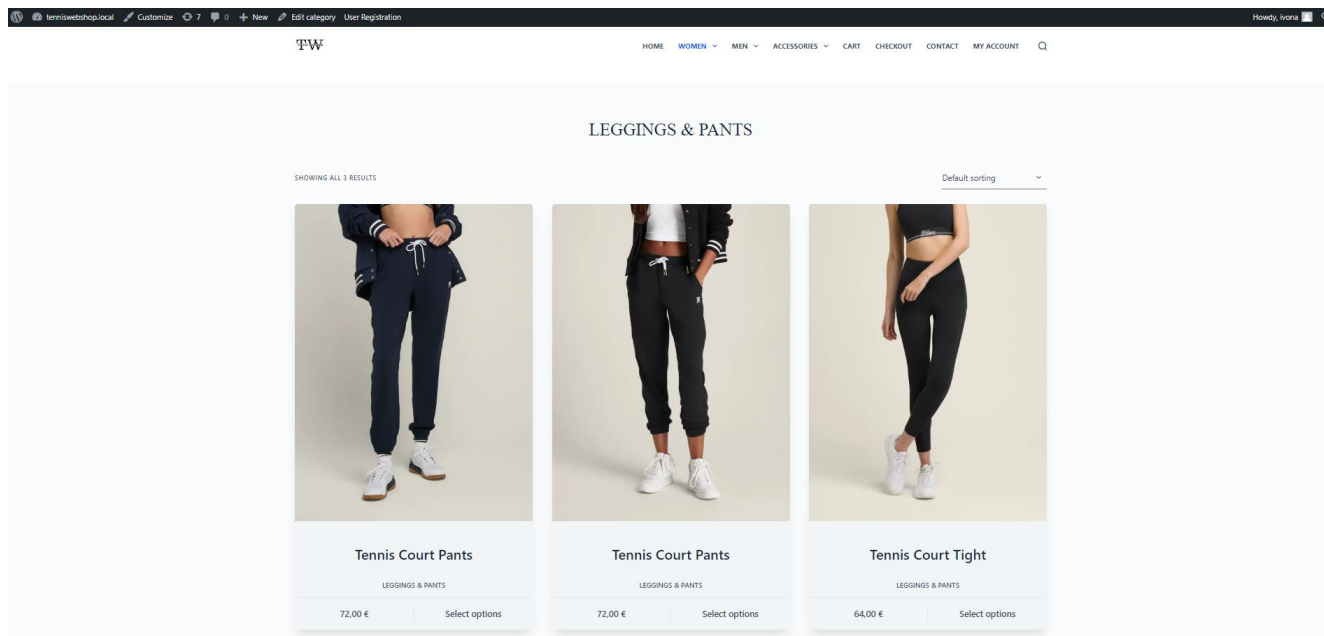 tenniswebshop.local Customize 7 0 New Edit category User Registration Howdy, ivona
TW HOME WOMEN MEN ACCESSORIES CART CHECKOUT CONTACT MY ACCOUNT
LEGGINGS & PANTS
SHOWING ALL 3 RESULTS Default sorting
Tennis Court Pants Tennis Court Pants Tennis Court Tight
LEGGINGS & PANTS LEGGINGS & PANTS LEGGINGS & PANTS
72,00 € Select options 72,00 € Select options 64,00 € Select options